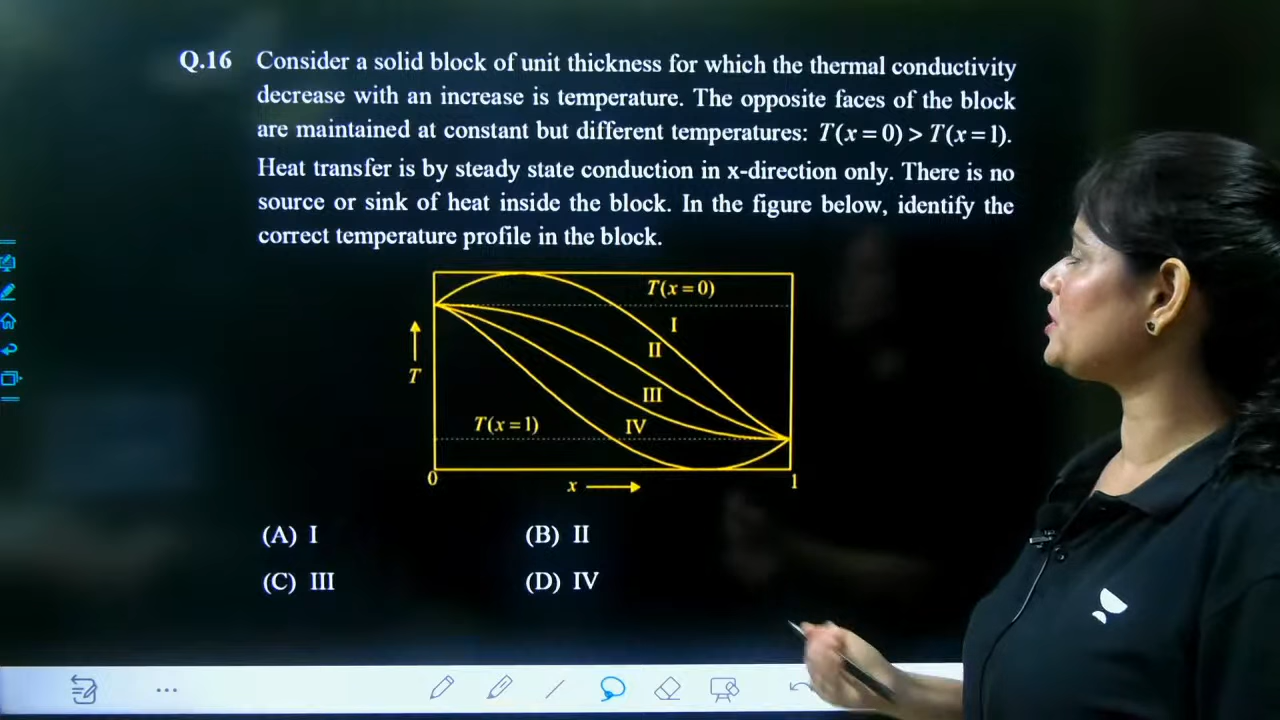 Q.16 Consider a solid block of unit thickness for which the thermal conductivity
decrease with an increase is temperature. The opposite faces of the block
are maintained at constant but different temperatures: T(x=0) > T(x=1).
Heat transfer is by steady state conduction in x-direction only. There is no
source or sink of heat inside the block. In the figure below, identify the
correct temperature profile in the block.
T(x=0)
I
II
T
III
T(x=1)
IV
0
x
1
(A) I
(B) II
(C) III
(D) IV